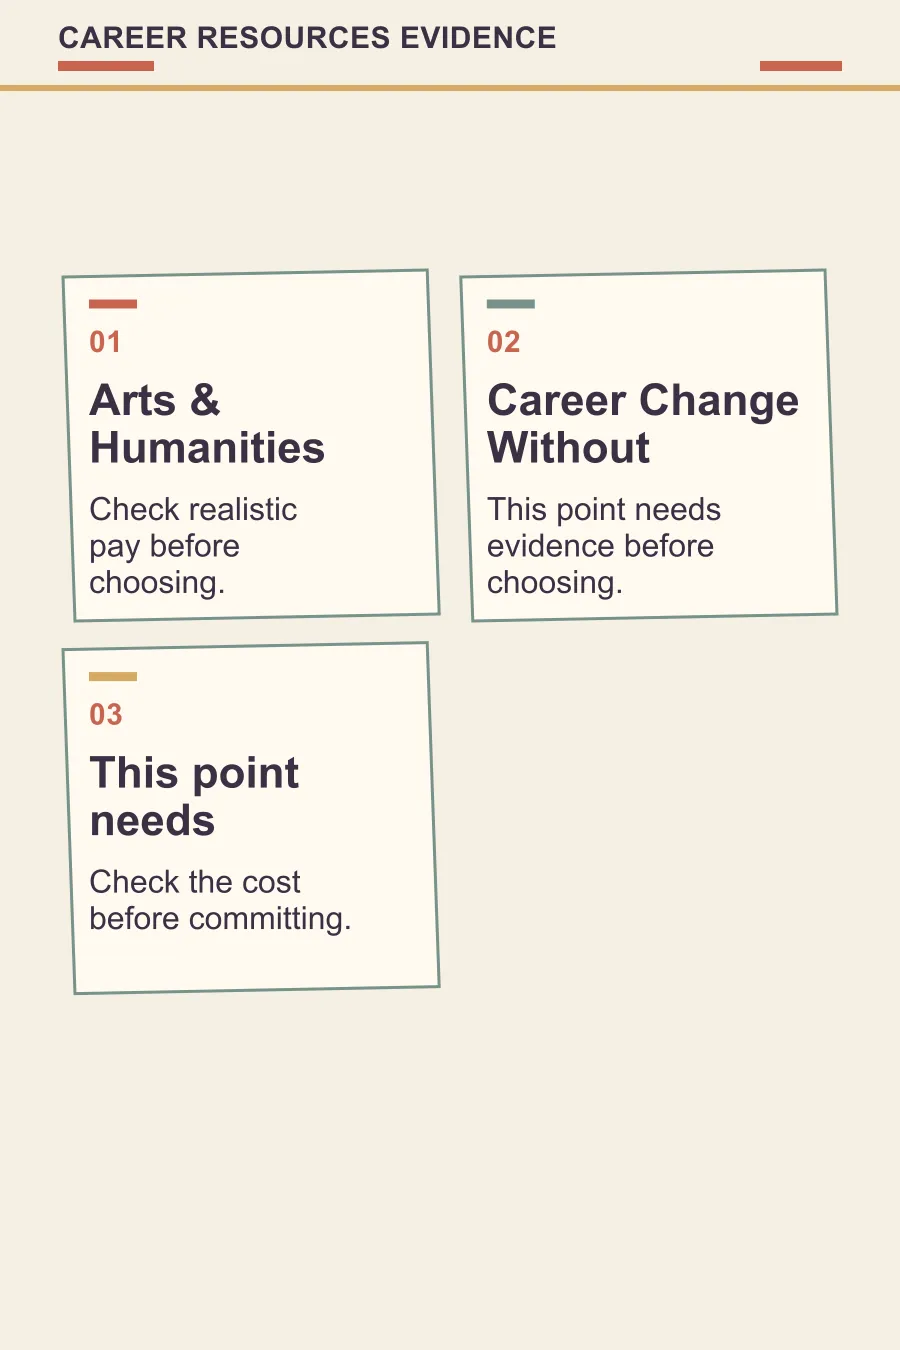 CAREER RESOURCES EVIDENCE
01
Arts &
Humanities
Check realistic
pay before
choosing.
02
Career Change
Without
This point needs
evidence before
choosing.
03
This point
needs
Check the cost
before committing.